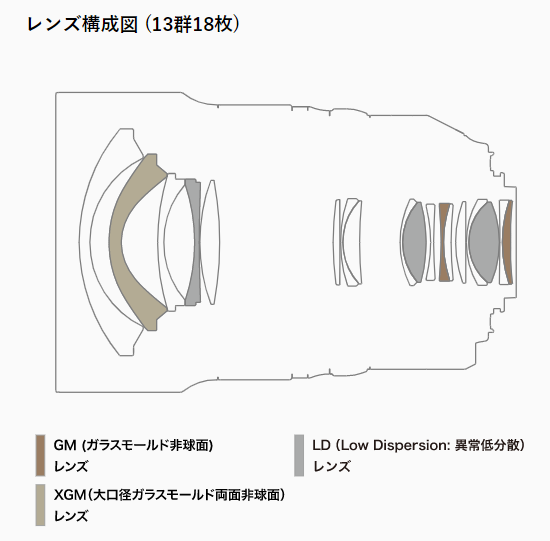 レンズ構成図（13群18枚）
GM (ガラスモールド非球面)
レンズ
LD（Low Dispersion: 異常低分散）
レンズ
XGM（大口径ガラスモールド両面非球面）
レンズ